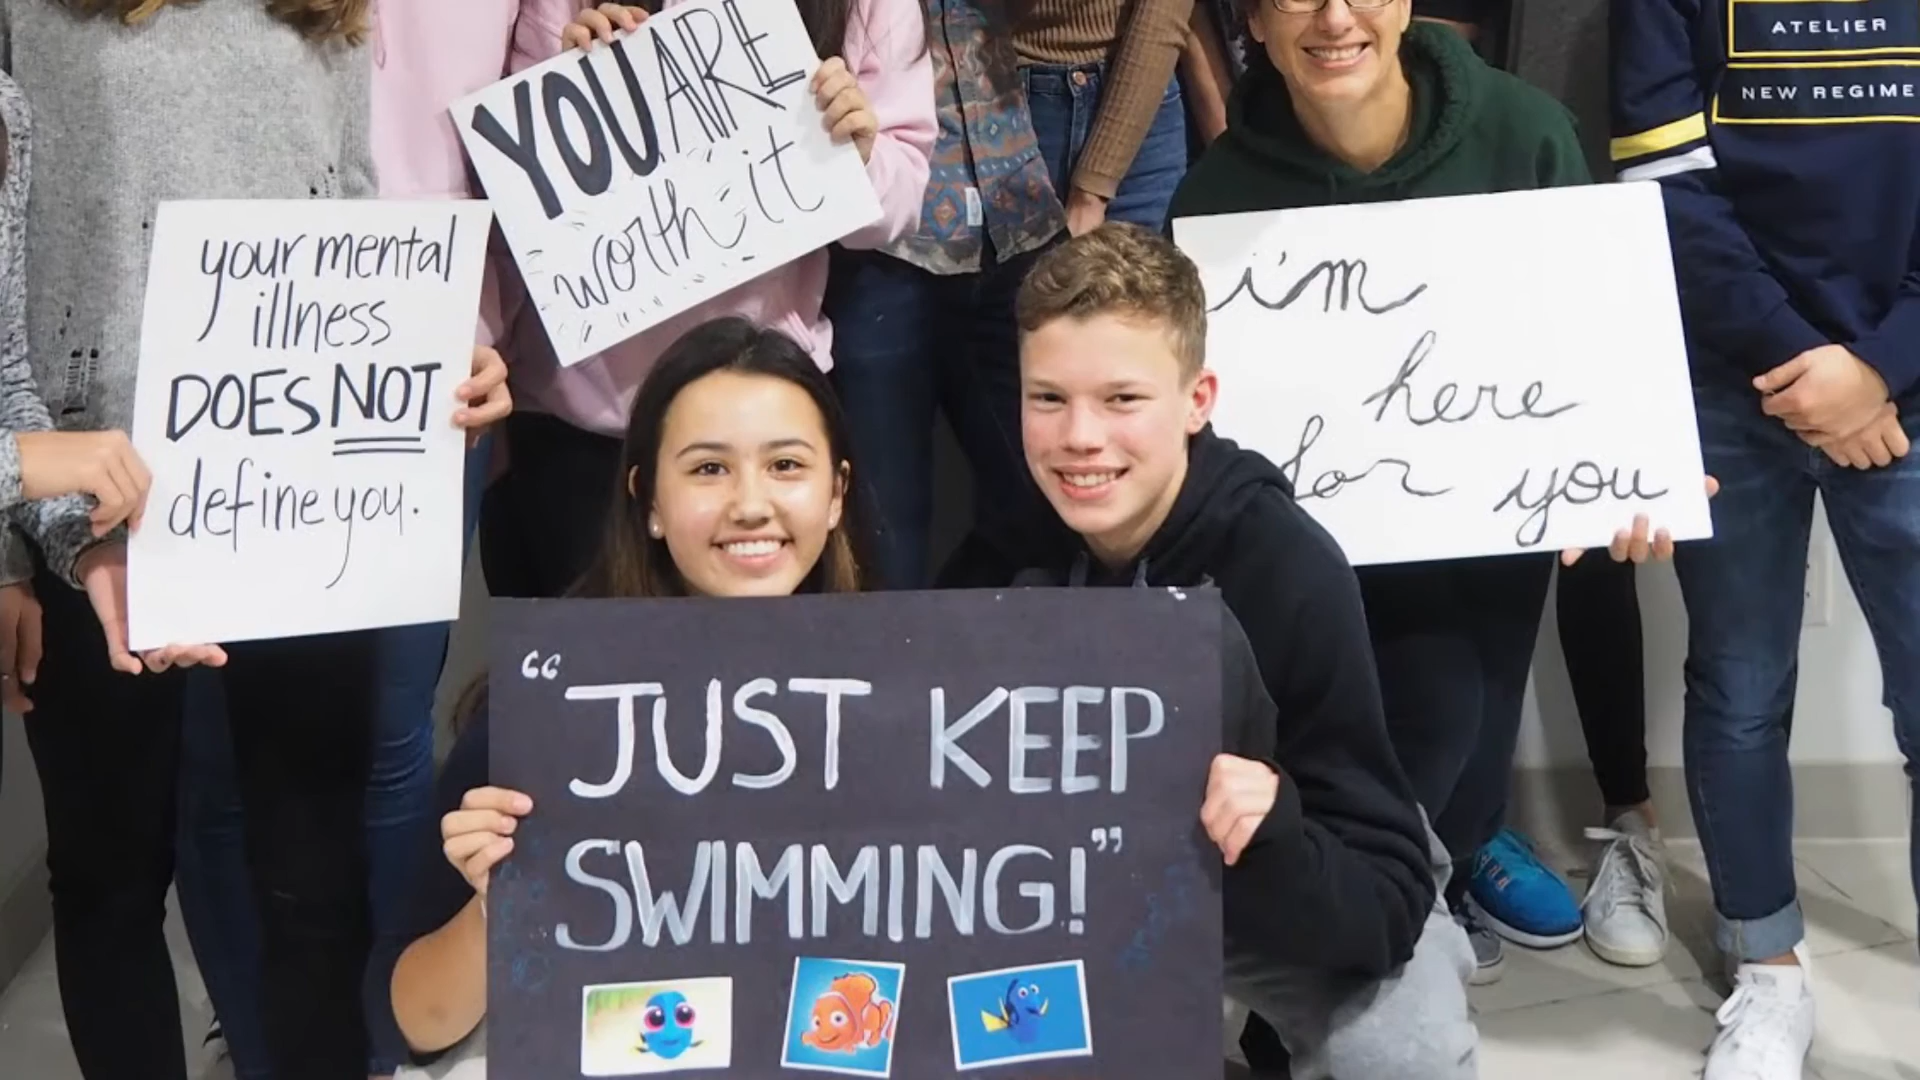 ATELIER
NEW REGIME
YOU ARE
worth it
your mental
illness
DOES NOT
define you.
i'm
here
for you
“JUST KEEP
SWIMMING!”